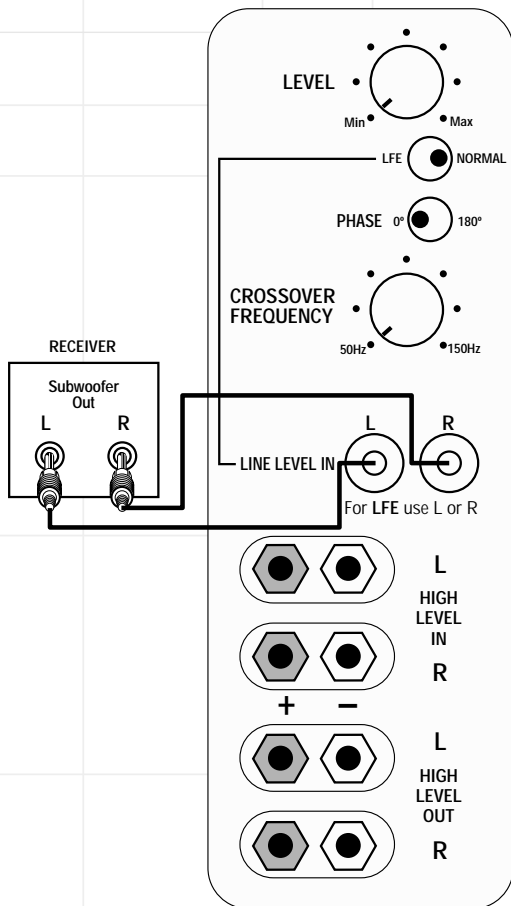 LEVEL
Min
Max
LFE
NORMAL
PHASE 0° 180°
CROSSOVER
FREQUENCY
50Hz
150Hz
RECEIVER
Subwoofer
Out
L R
L R
LINE LEVEL IN
For LFE use L or R
L
HIGH
LEVEL
IN
R
+ –
L
HIGH
LEVEL
OUT
R